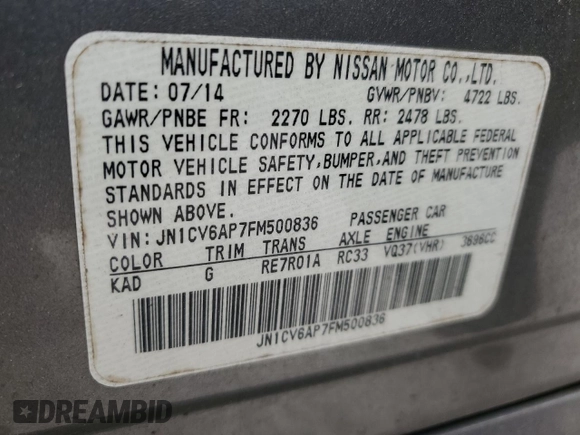 MANUFACTURED BY NISSAN MOTOR CO.,LTD.
DATE: 07/14 GVWR/PNBV: 4722 LBS.
GAWR/PNBE FR: 2270 LBS. RR: 2478 LBS.
THIS VEHICLE CONFORMS TO ALL APPLICABLE FEDERAL
MOTOR VEHICLE SAFETY,BUMPER,AND THEFT PREVENTION
STANDARDS IN EFFECT ON THE DATE OF MANUFACTURE
SHOWN ABOVE.
VIN: JN1CV6AP7FM500836 PASSENGER CAR
COLOR TRIM TRANS AXLE ENGINE
KAD G RE7R01A RC33 VQ37(VHR) 3696CC
JN1CV6AP7FM500836
DREAMBID